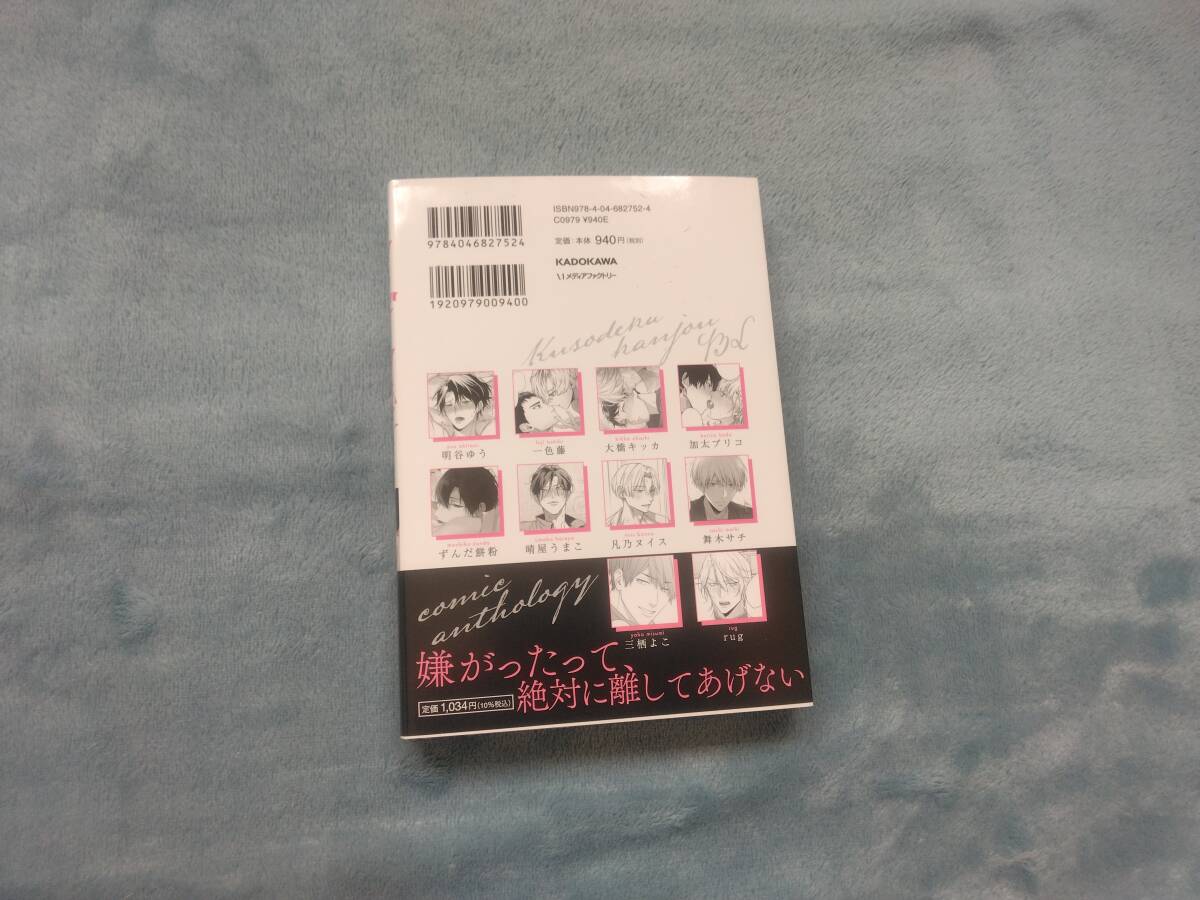 9784046827524
ISBN978-4-04-682752-4
C0979 ¥940E
定価:本体 940円(税別)
KADOKAWA
メディアファクトリー
1920979009400
Kusodeka
kanjou
明谷ゆう
一色藤
大橋キッカ
加太プリコ
ずんだ餅粉
晴屋うまこ
凡乃ヌイス
舞木サチ
comic
anthology
yoko misumi
三栖よこ
rug
rug
嫌がったって、
絶対に離してあげない
定価 1,034円(10%税込)